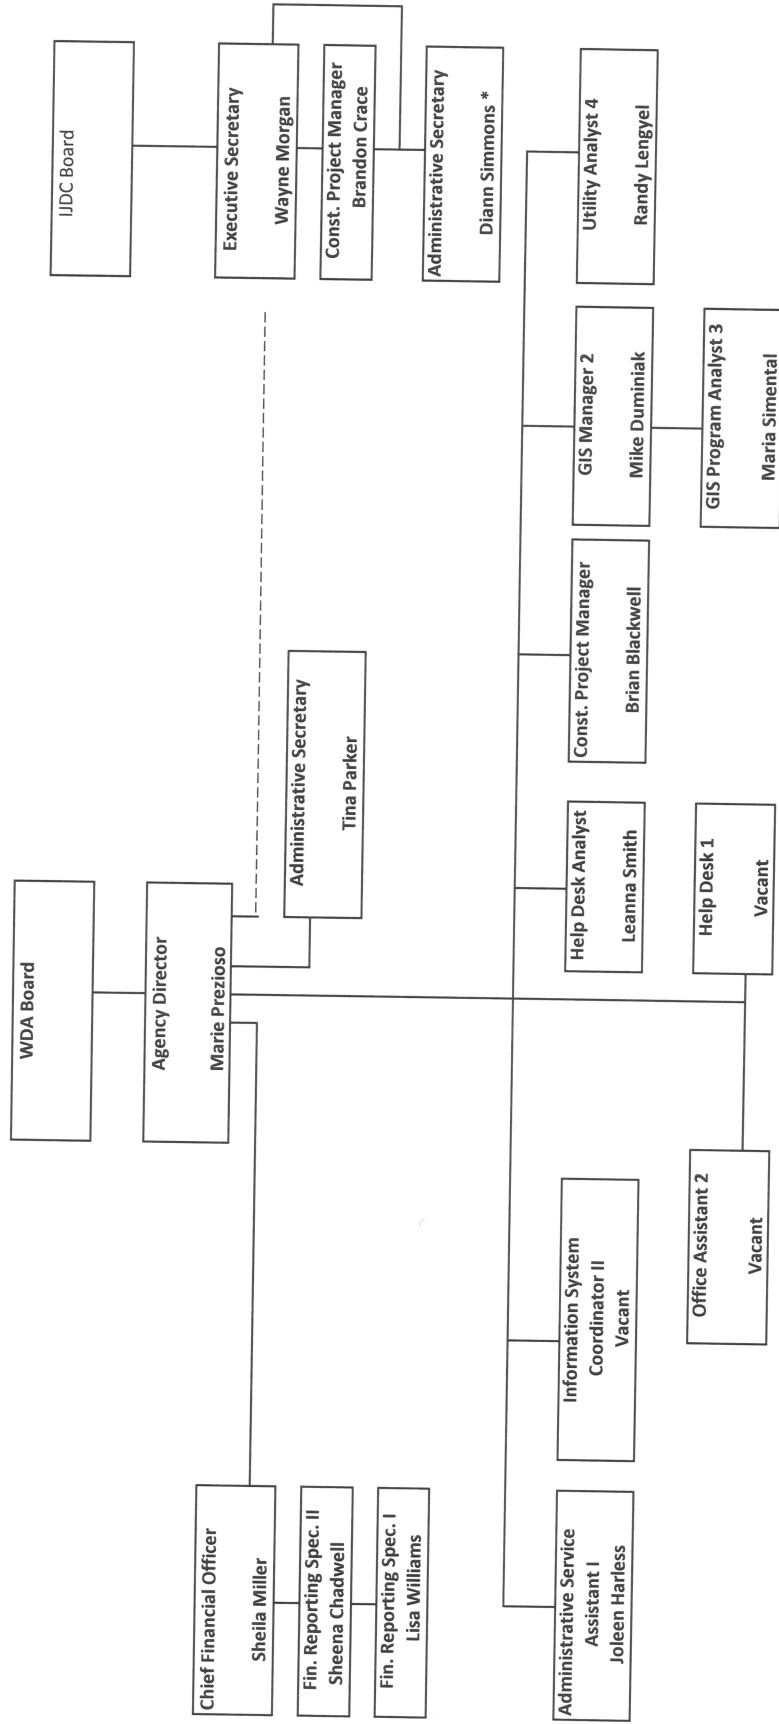 WDA Board
Agency Director
Marie Prezioso
IJDC Board
Executive Secretary
Wayne Morgan
Const. Project Manager
Brandon Crace
Administrative Secretary
Diann Simmons *
Chief Financial Officer
Sheila Miller
Fin. Reporting Spec. II
Sheena Chadwell
Fin. Reporting Spec. I
Lisa Williams
Administrative Secretary
Tina Parker
Administrative Service
Assistant I
Joleen Harless
Information System
Coordinator II
Vacant
Help Desk Analyst
Leanna Smith
Const. Project Manager
Brian Blackwell
GIS Manager 2
Mike Duminiak
Utility Analyst 4
Randy Lengyel
Office Assistant 2
Vacant
Help Desk 1
Vacant
GIS Program Analyst 3
Maria Simental